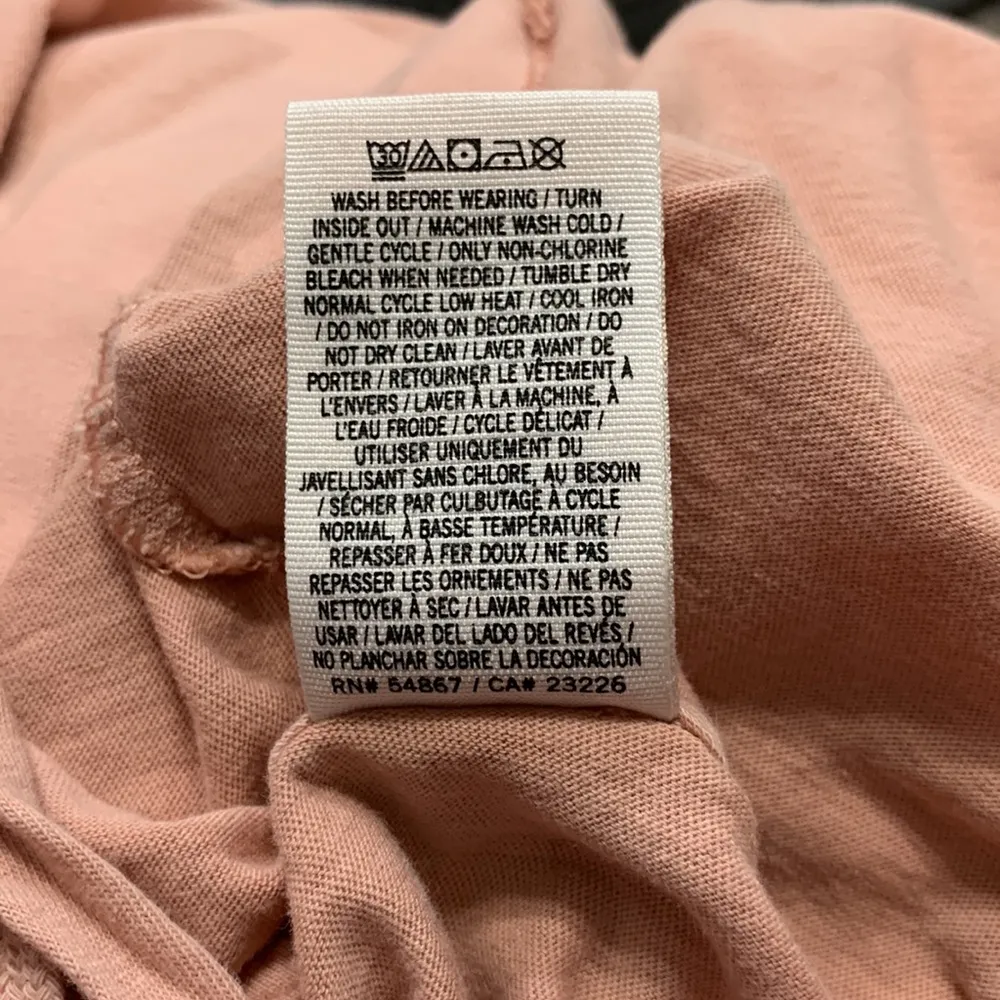 30
WASH BEFORE WEARING / TURN
INSIDE OUT / MACHINE WASH COLD /
GENTLE CYCLE / ONLY NON-CHLORINE
BLEACH WHEN NEEDED / TUMBLE DRY
NORMAL CYCLE LOW HEAT / COOL IRON
/ DO NOT IRON ON DECORATION / DO
NOT DRY CLEAN / LAVER AVANT DE
PORTER / RETOURNER LE VÊTEMENT À
L'ENVERS / LAVER À LA MACHINE, À
L'EAU FROIDE / CYCLE DÉLICAT /
UTILISER UNIQUEMENT DU
JAVELLISANT SANS CHLORE, AU BESOIN
/ SÉCHER PAR CULBUTAGE À CYCLE
NORMAL, À BASSE TEMPÉRATURE /
REPASSER À FER DOUX / NE PAS
REPASSER LES ORNEMENTS / NE PAS
NETTOYER À SEC / LAVAR ANTES DE
USAR / LAVAR DEL LADO DEL REVÉS /
NO PLANCHAR SOBRE LA DECORACIÓN
RN# 54867 / CA# 23226